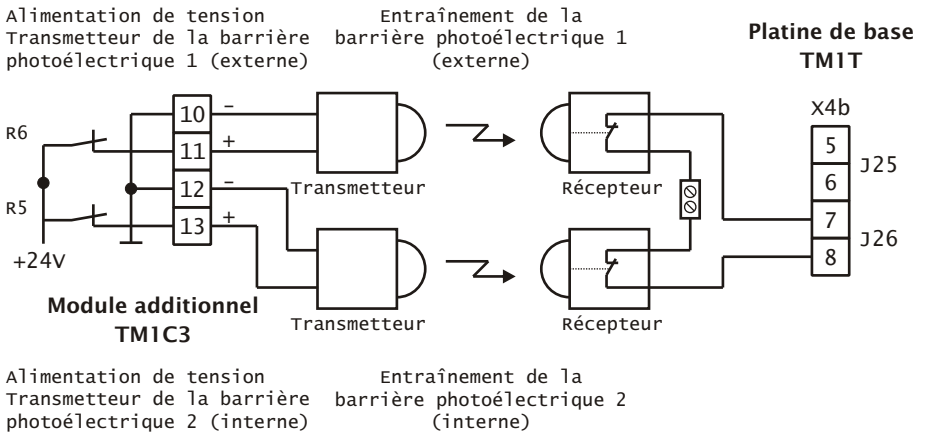 Alimentation de tension
Transmetteur de la barrière
photoélectrique 1 (externe)
Entraînement de la
barrière photoélectrique 1
(externe)
Platine de base
TM1T
X4b
R6
10
–
11
+
12
–
13
+
R5
+24V
Transmetteur
Récepteur
5
6
7
8
J25
J26
Module additionnel
TM1C3
Transmetteur
Récepteur
Alimentation de tension
Transmetteur de la barrière
photoélectrique 2 (interne)
Entraînement de la
barrière photoélectrique 2
(interne)